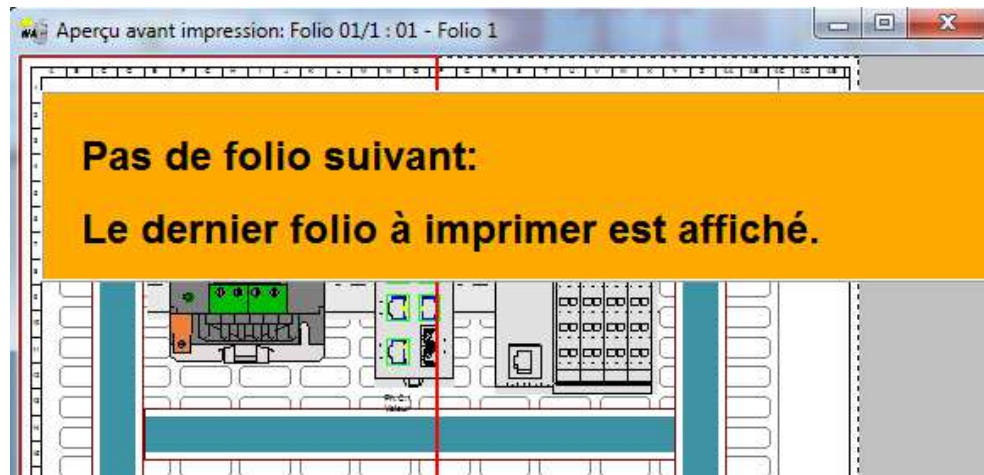 Aperçu avant impression: Folio 01/1 : 01 - Folio 1
Pas de folio suivant:
Le dernier folio à imprimer est affiché.